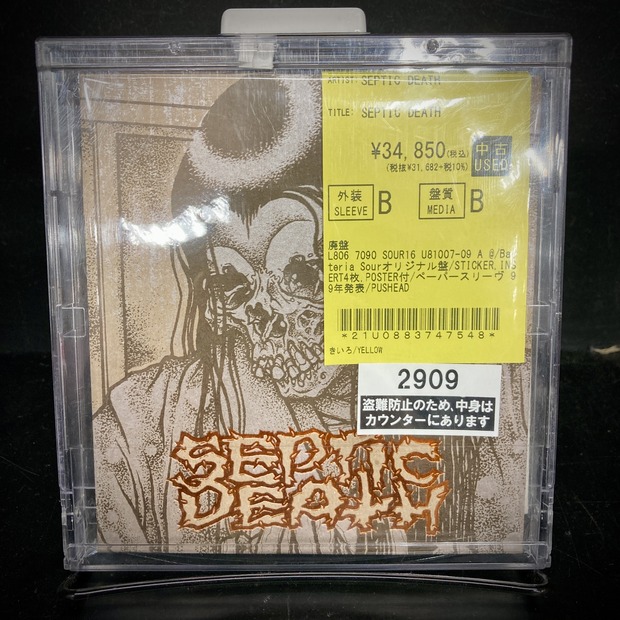 ARTIST: SEPTIC DEATH
TITLE: SEPTIC DEATH
¥34,850(税込)
(税抜¥31,682+税10%)
中古
USED
外装
SLEEVE
B
盤質
MEDIA
B
廃盤
L806 7090 SOUR16 U81007-09 A @/Bac
teria Sourオリジナル盤/STICKER,INS
ERT4枚,POSTER付/ペーパースリーヴ 9
9年発表/PUSHEAD
*21U0883747548*
きいろ/YELLOW
2909
盗難防止のため、中身は
カウンターにあります
SEPTIC
DEATH